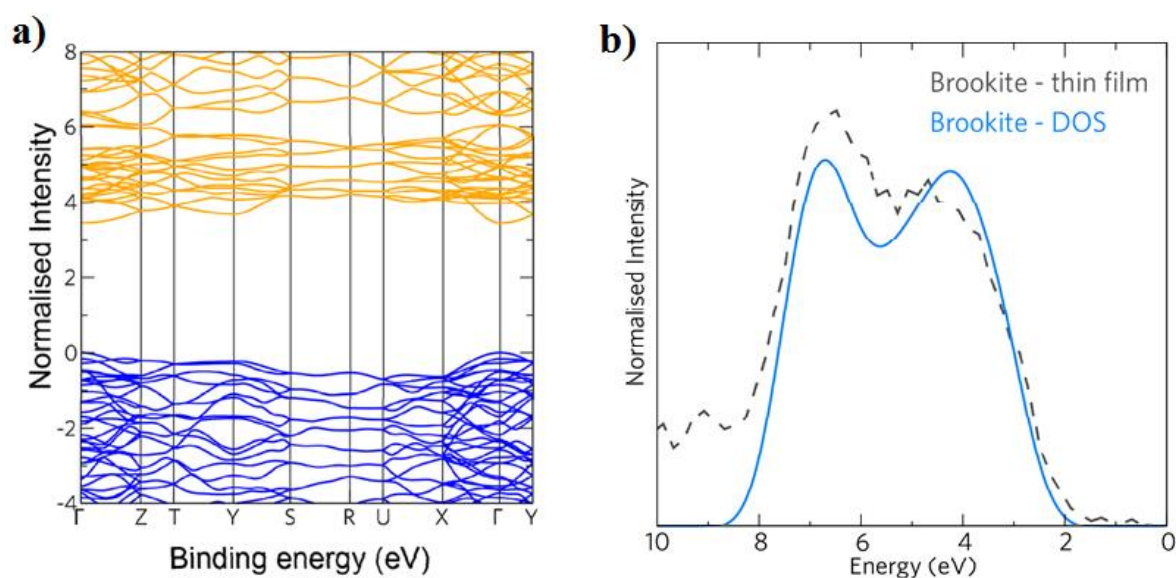 a)
8
6
4
2
0
-2
-4
Normalised Intensity
Γ Z T Y S R U X Γ Y
Binding energy (eV)
b)
Brookite - thin film
Brookite - DOS
Normalised Intensity
10 8 6 4 2 0
Energy (eV)